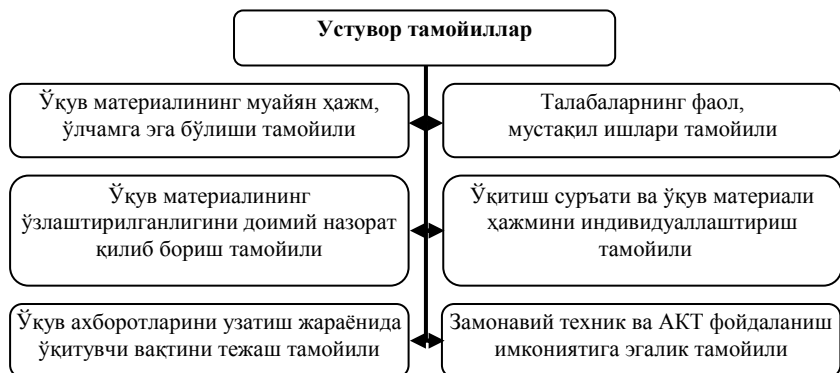 Устувор тамойиллар
Ўқув материалининг муайян ҳажм,
ўлчамга эга бўлиши тамойили
Талабаларнинг фаол,
мустақил ишлари тамойили
Ўқув материалининг
ўзлаштирилганлигини доимий назорат
қилиб бориш тамойили
Ўқитиш суръати ва ўқув материали
ҳажмини индивидуаллаштириш
тамойили
Ўқув ахборотларини узатиш жараёнида
ўқитувчи вақтини тежаш тамойили
Замонавий техник ва АКТ фойдаланиш
имкониятига эгалик тамойили